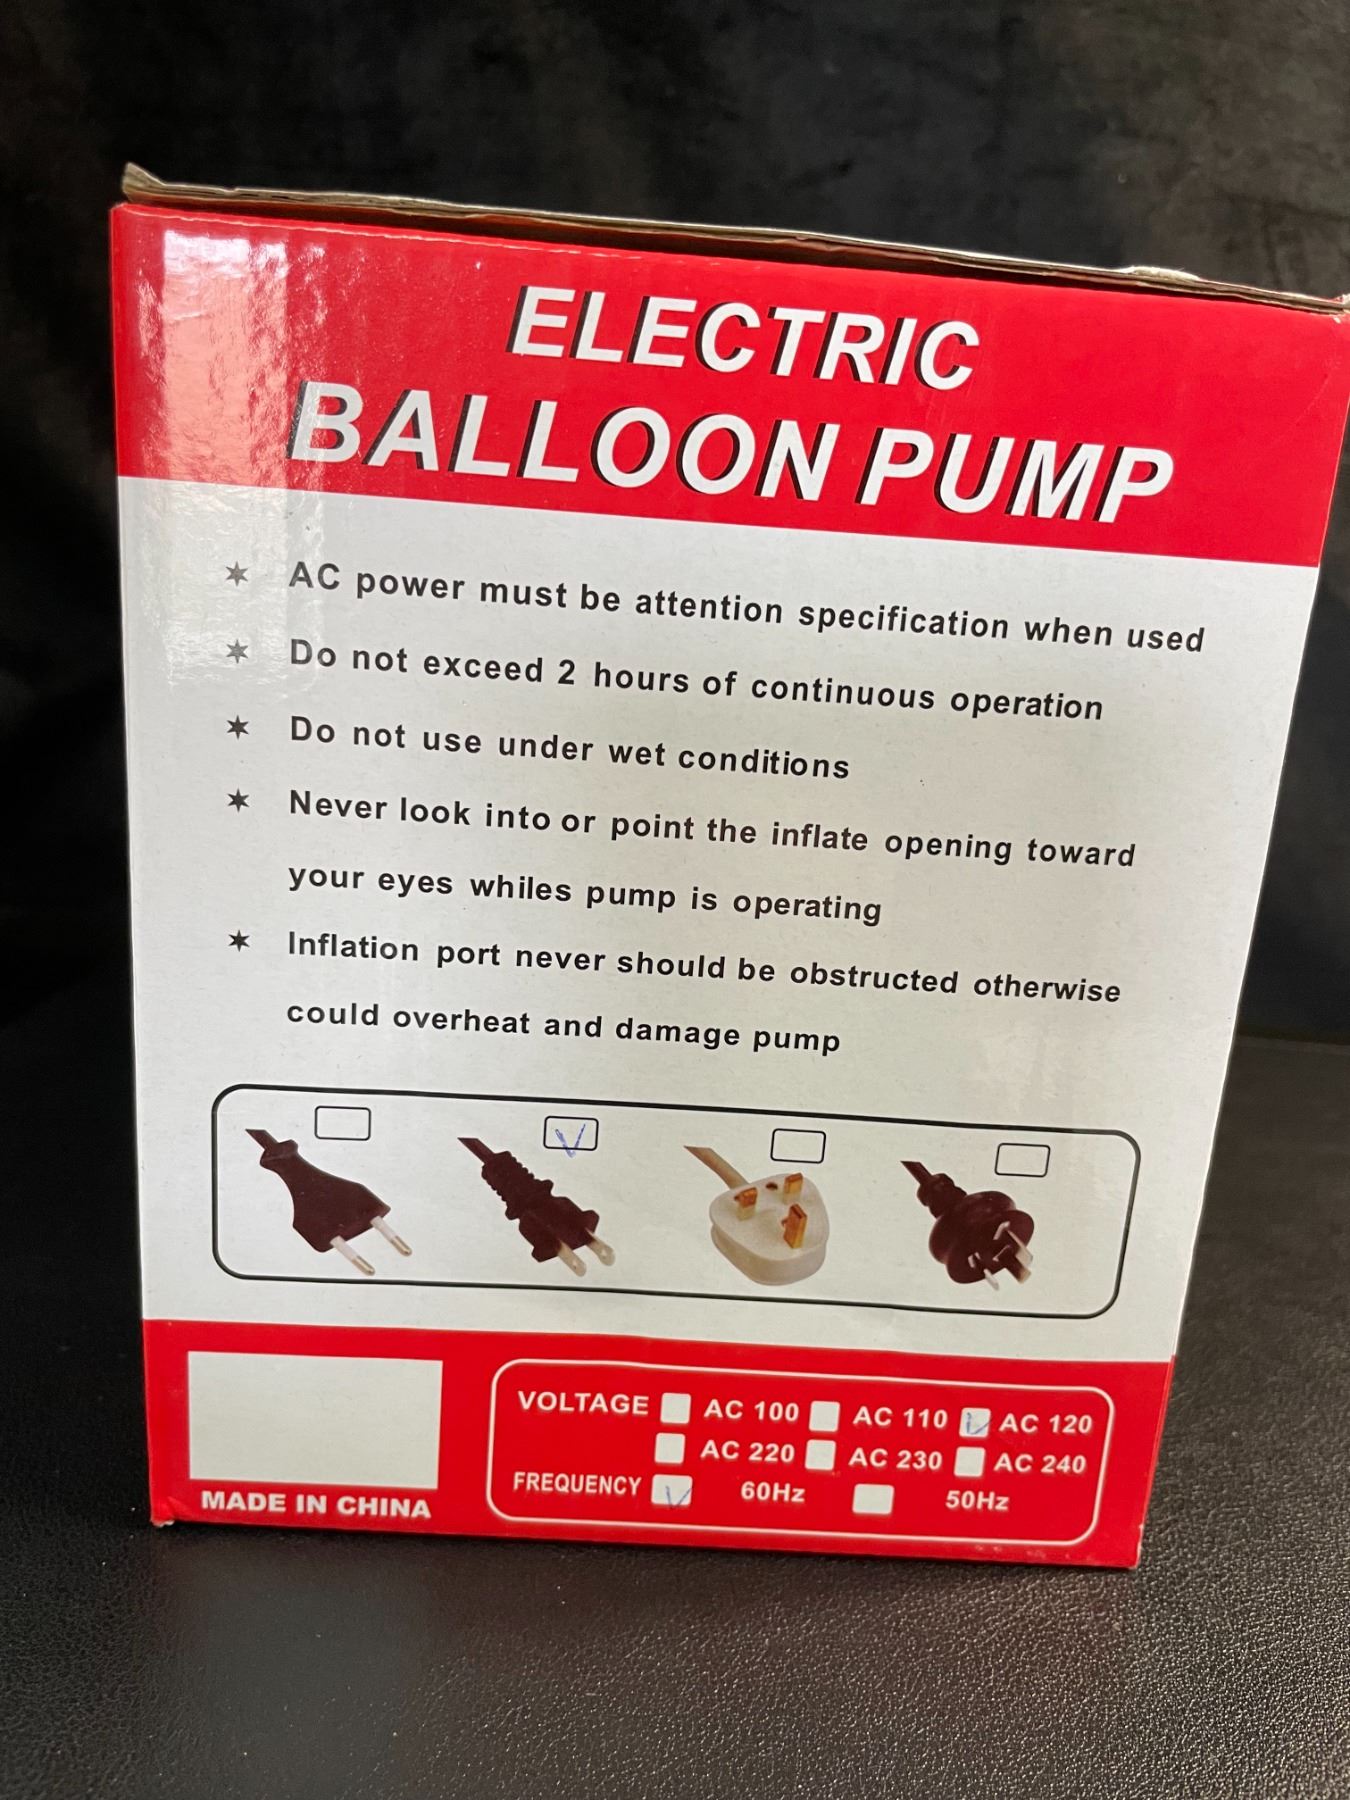 ELECTRIC
BALLOON PUMP
✶ AC power must be attention specification when used
✶ Do not exceed 2 hours of continuous operation
✶ Do not use under wet conditions
✶ Never look into or point the inflate opening toward
your eyes whiles pump is operating
✶ Inflation port never should be obstructed otherwise
could overheat and damage pump
VOLTAGE AC 100 AC 110 AC 120
AC 220 AC 230 AC 240
FREQUENCY 60Hz 50Hz
MADE IN CHINA